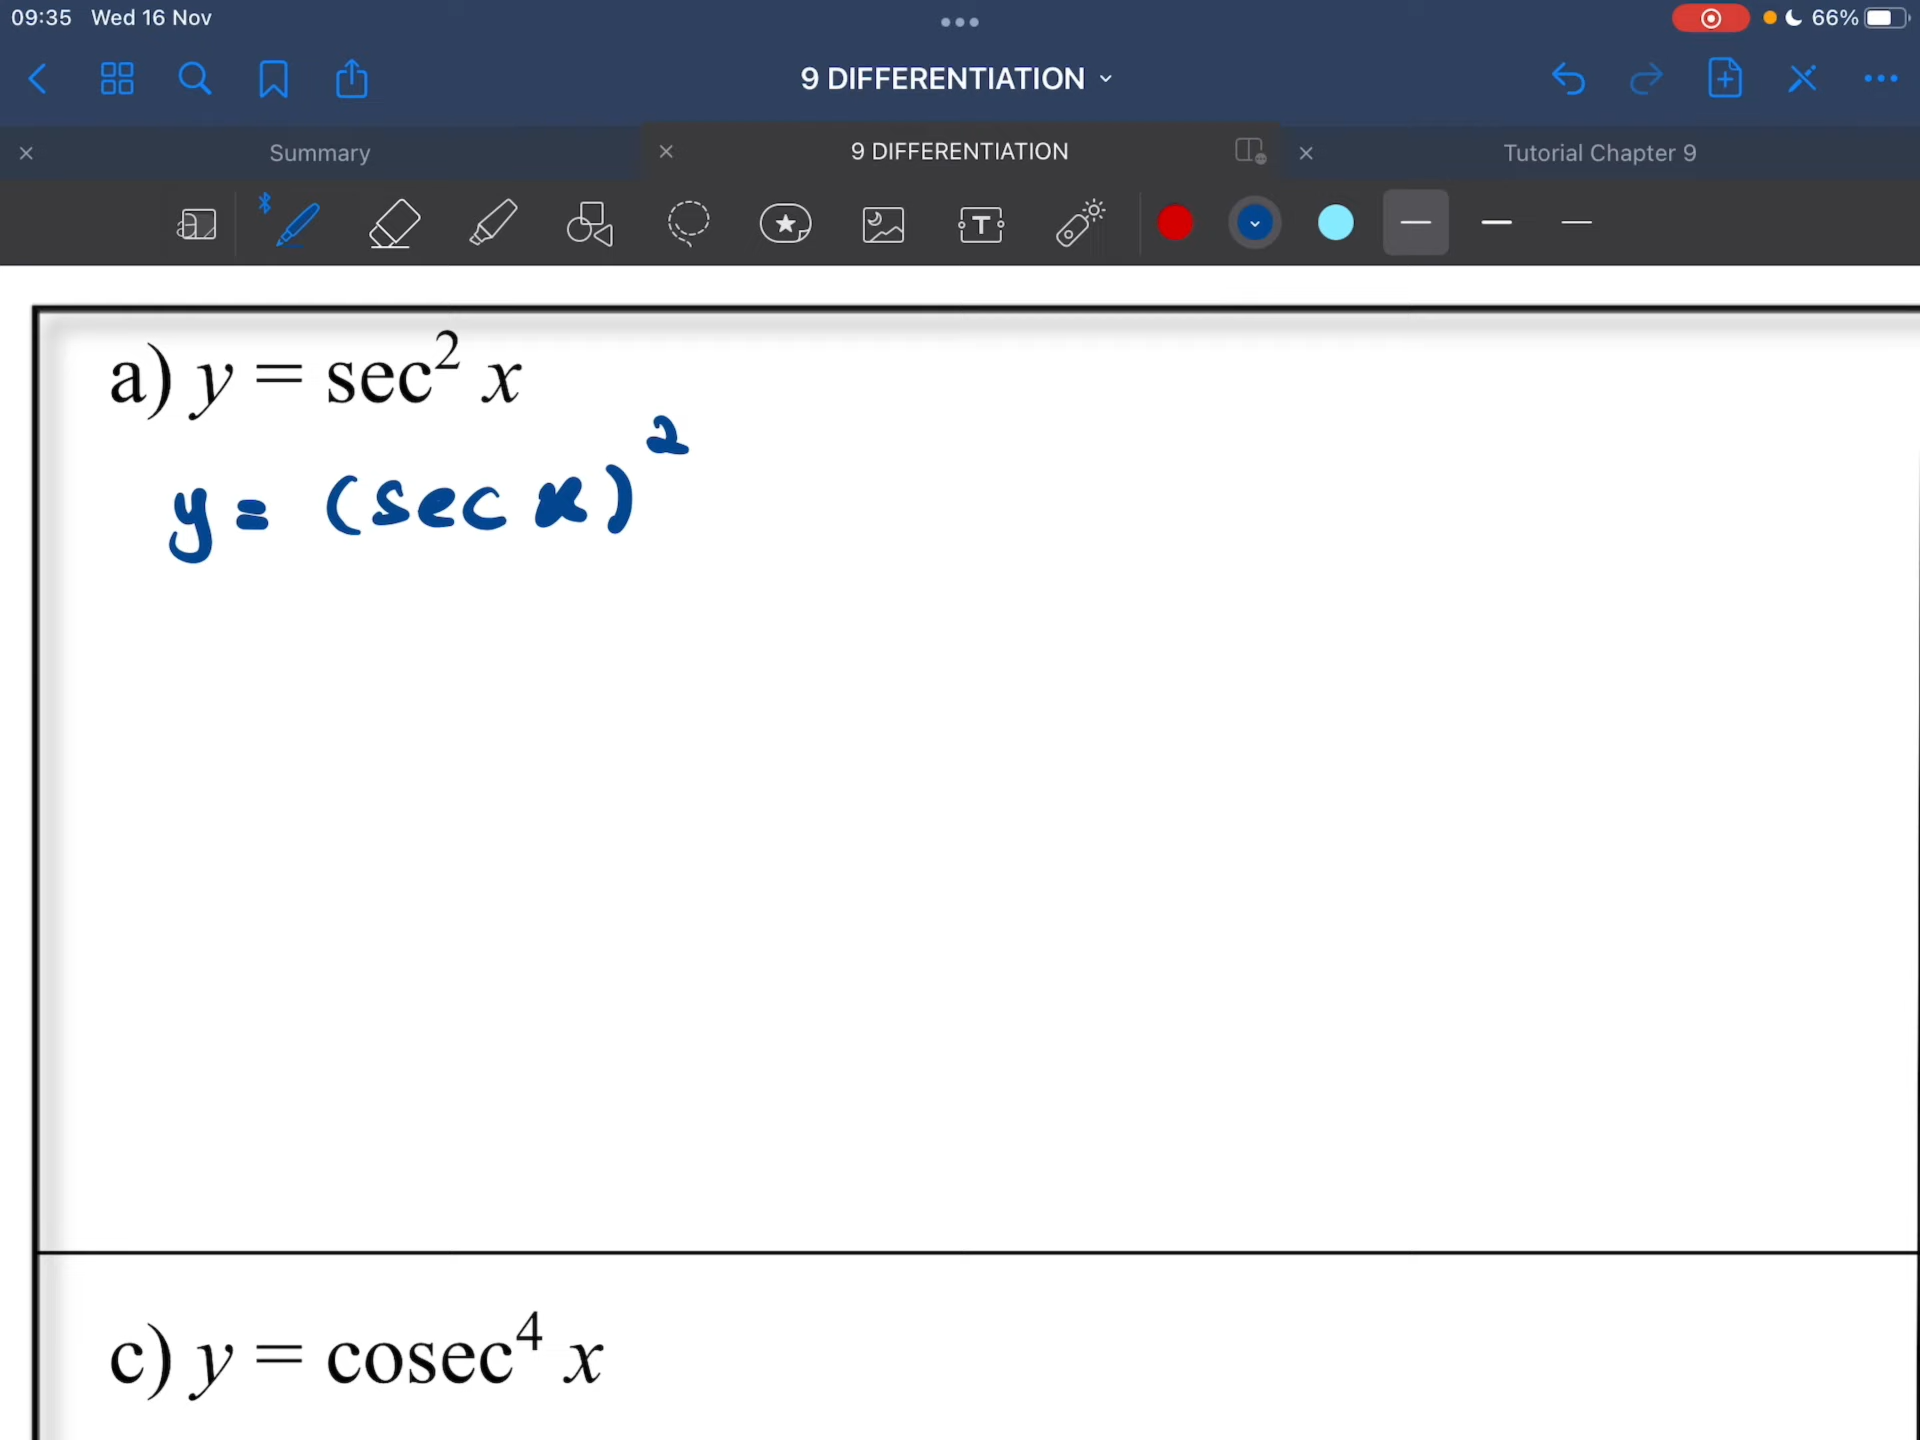 09:35 Wed 16 Nov
66%
9 DIFFERENTIATION
Summary
9 DIFFERENTIATION
Tutorial Chapter 9
a) y = sec² x
y = (sec x)²
c) y = cosec⁴ x